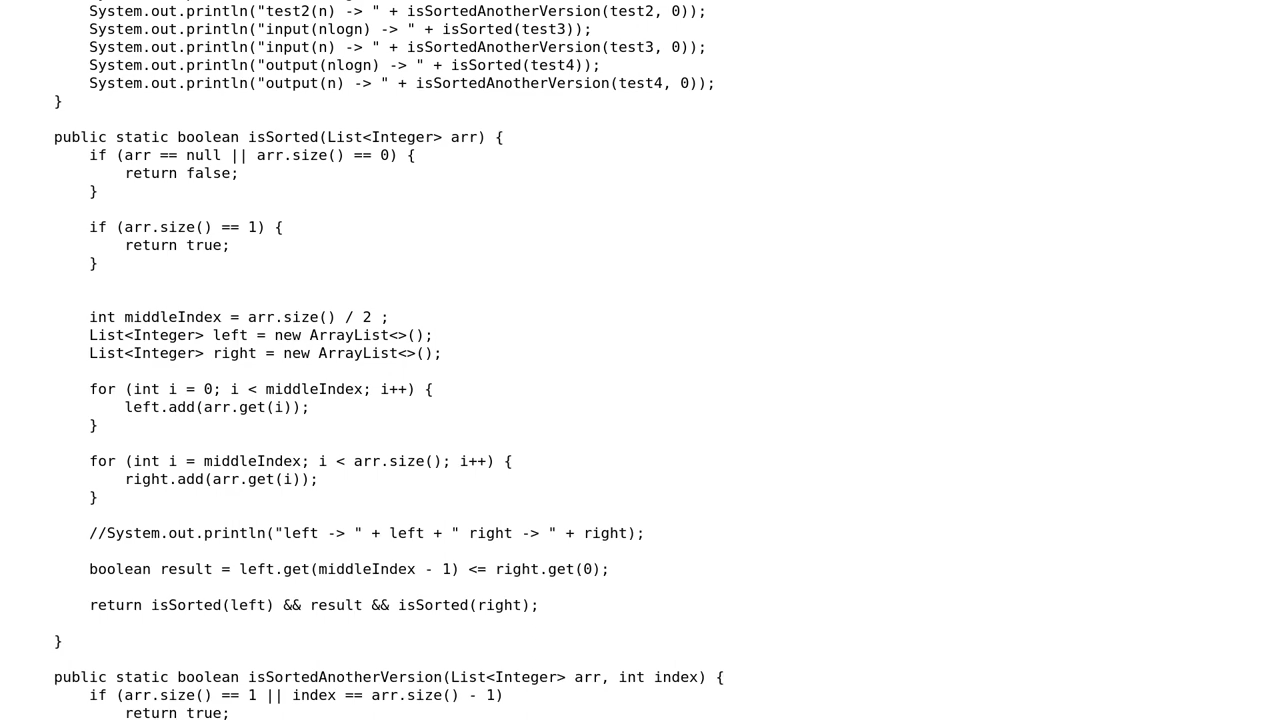 System.out.println("test2(n) -> " + isSortedAnotherVersion(test2, 0));
System.out.println("input(nlogn) -> " + isSorted(test3));
System.out.println("input(n) -> " + isSortedAnotherVersion(test3, 0));
System.out.println("output(nlogn) -> " + isSorted(test4));
System.out.println("output(n) -> " + isSortedAnotherVersion(test4, 0));
}
public static boolean isSorted(List<Integer> arr) {
if (arr == null || arr.size() == 0) {
return false;
}
if (arr.size() == 1) {
return true;
}
int middleIndex = arr.size() / 2 ;
List<Integer> left = new ArrayList<>();
List<Integer> right = new ArrayList<>();
for (int i = 0; i < middleIndex; i++) {
left.add(arr.get(i));
}
for (int i = middleIndex; i < arr.size(); i++) {
right.add(arr.get(i));
}
//System.out.println("left -> " + left + " right -> " + right);
boolean result = left.get(middleIndex - 1) <= right.get(0);
return isSorted(left) && result && isSorted(right);
}
public static boolean isSortedAnotherVersion(List<Integer> arr, int index) {
if (arr.size() == 1 || index == arr.size() - 1)
return true;